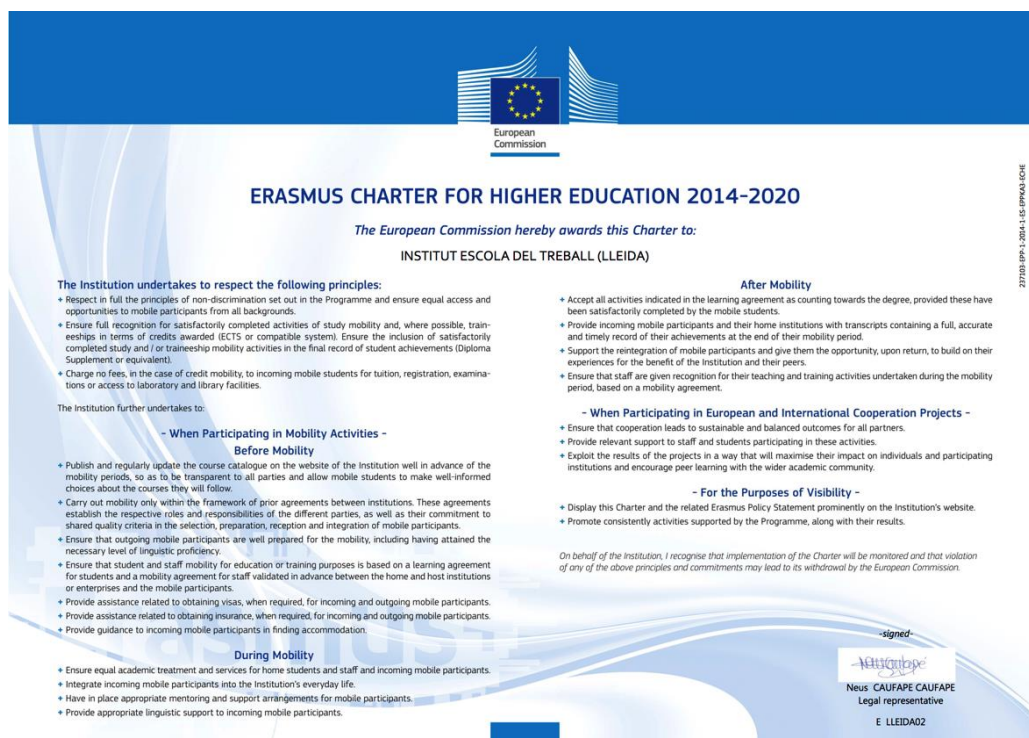 European
Commission
ERASMUS CHARTER FOR HIGHER EDUCATION 2014-2020
The European Commission hereby awards this Charter to:
INSTITUT ESCOLA DEL TREBALL (LLEIDA)
The Institution undertakes to respect the following principles:
+ Respect in full the principles of non-discrimination set out in the Programme and ensure equal access and
opportunities to mobile participants from all backgrounds.
+ Ensure full recognition for satisfactorily completed activities of study mobility and, where possible, train-
eeships in terms of credits awarded (ECTS or compatible system). Ensure the inclusion of satisfactorily
completed study and / or traineeship mobility activities in the final record of student achievements (Diploma
Supplement or equivalent).
+ Charge no fees, in the case of credit mobility, to incoming mobile students for tuition, registration, examina-
tions or access to laboratory and library facilities.
The Institution further undertakes to:
- When Participating in Mobility Activities -
Before Mobility
+ Publish and regularly update the course catalogue on the website of the Institution well in advance of the
mobility periods, so as to be transparent to all parties and allow mobile students to make well-informed
choices about the courses they will follow.
+ Carry out mobility only within the framework of prior agreements between institutions. These agreements
establish the respective roles and responsibilities of the different parties, as well as their commitment to
shared quality criteria in the selection, preparation, reception and integration of mobile participants.
+ Ensure that outgoing mobile participants are well prepared for the mobility, including having attained the
necessary level of linguistic proficiency.
+ Ensure that student and staff mobility for education or training purposes is based on a learning agreement
for students and a mobility agreement for staff validated in advance between the home and host institutions
or enterprises and the mobile participants.
+ Provide assistance related to obtaining visas, when required, for incoming and outgoing mobile participants.
+ Provide assistance related to obtaining insurance, when required, for incoming and outgoing mobile participants.
+ Provide guidance to incoming mobile participants in finding accommodation.
During Mobility
+ Ensure equal academic treatment and services for home students and staff and incoming mobile participants.
+ Integrate incoming mobile participants into the Institution's everyday life.
+ Have in place appropriate mentoring and support arrangements for mobile participants.
+ Provide appropriate linguistic support to incoming mobile participants.
After Mobility
+ Accept all activities indicated in the learning agreement as counting towards the degree, provided these have
been satisfactorily completed by the mobile students.
+ Provide incoming mobile participants and their home institutions with transcripts containing a full, accurate
and timely record of their achievements at the end of their mobility period.
+ Support the reintegration of mobile participants and give them the opportunity, upon return, to build on their
experiences for the benefit of the Institution and their peers.
+ Ensure that staff are given recognition for their teaching and training activities undertaken during the mobility
period, based on a mobility agreement.
- When Participating in European and International Cooperation Projects -
+ Ensure that cooperation leads to sustainable and balanced outcomes for all partners.
+ Provide relevant support to staff and students participating in these activities.
+ Exploit the results of the projects in a way that will maximise their impact on individuals and participating
institutions and encourage peer learning with the wider academic community.
- For the Purposes of Visibility -
+ Display this Charter and the related Erasmus Policy Statement prominently on the Institution's website.
+ Promote consistently activities supported by the Programme, along with their results.
On behalf of the Institution, I recognise that implementation of the Charter will be monitored and that violation
of any of the above principles and commitments may lead to its withdrawal by the European Commission.
-signed-
Neus CAUFAPE CAUFAPE
Legal representative
E LLEIDA02
237103-EPP-1-2014-1-ES-EPPKA3-ECHE
Erasmus+